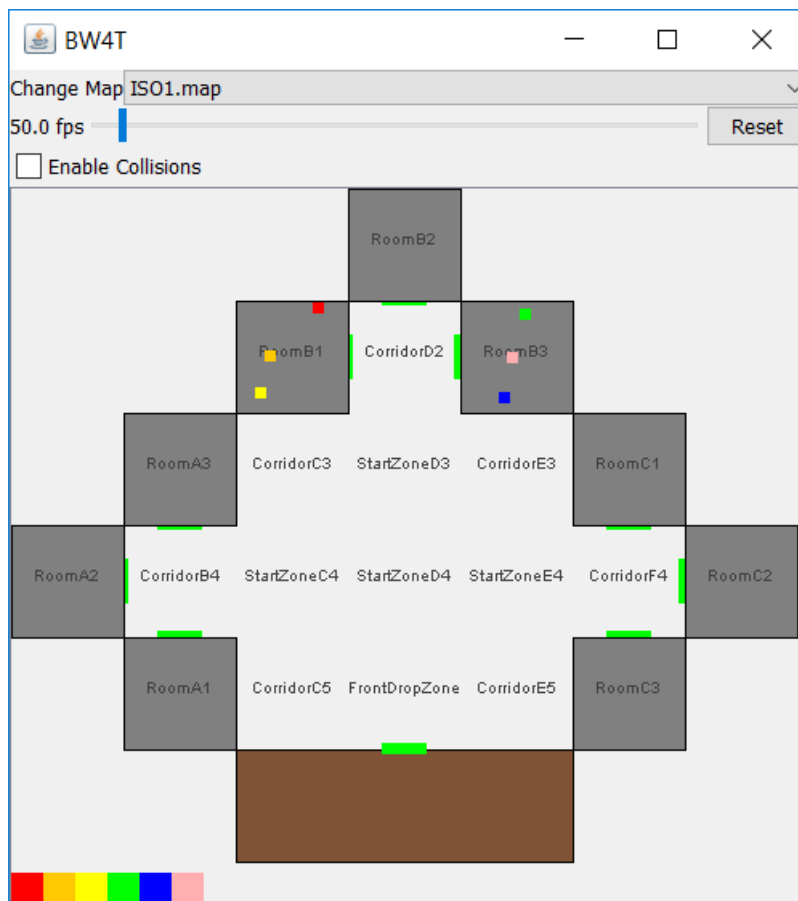 BW4T
Change Map ISO1.map
50.0 fps Reset
Enable Collisions
RoomB2
RoomB1 CorridorD2 RoomB3
RoomA3 CorridorC3 StartZoneD3 CorridorE3 RoomC1
RoomA2 CorridorB4 StartZoneC4 StartZoneD4 StartZoneE4 CorridorF4 RoomC2
RoomA1 CorridorC5 FrontDropZone CorridorE5 RoomC3